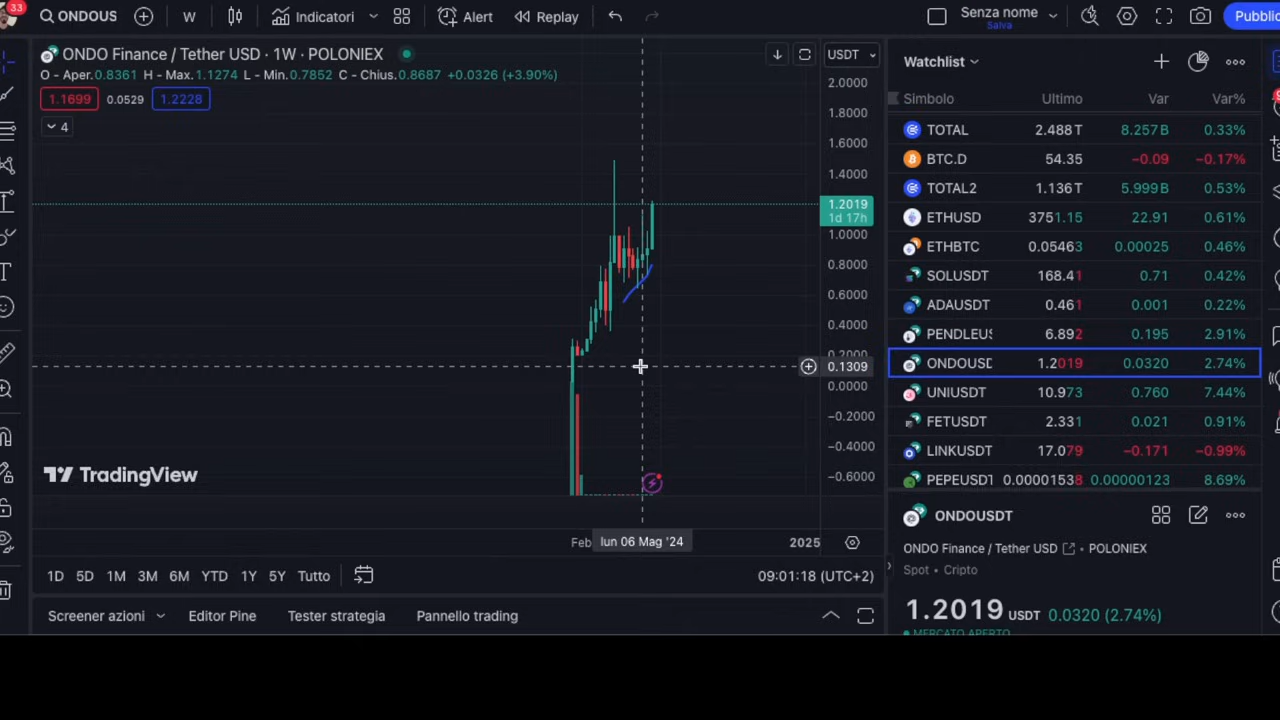 33
ONDOUS
W
Indicatori
Alert
Replay
Senza nome
Salva
Pubblic
ONDO Finance / Tether USD · 1W · POLONIEX
O - Aper.0.8361 H - Max.1.1274 L - Min.0.7852 C - Chius.0.8687 +0.0326 (+3.90%)
1.1699 0.0529 1.2228
4
USDT
2.0000
1.8000
1.6000
1.4000
1.2019
1d 17h
1.0000
0.8000
0.6000
0.4000
0.2000
0.1309
0.0000
−0.2000
−0.4000
−0.6000
TradingView
Feb
lun 06 Mag '24
2025
1D 5D 1M 3M 6M YTD 1Y 5Y Tutto
09:01:18 (UTC+2)
Screener azioni
Editor Pine
Tester strategia
Pannello trading
Watchlist
Simbolo Ultimo Var Var%
TOTAL 2.488 T 8.257 B 0.33%
BTC.D 54.35 −0.09 −0.17%
TOTAL2 1.136 T 5.999 B 0.53%
ETHUSD 3751.15 22.91 0.61%
ETHBTC 0.05463 0.00025 0.46%
SOLUSDT 168.41 0.71 0.42%
ADAUSDT 0.461 0.001 0.22%
PENDLEUS 6.892 0.195 2.91%
ONDOUSD 1.2019 0.0320 2.74%
UNIUSDT 10.973 0.760 7.44%
FETUSDT 2.331 0.021 0.91%
LINKUSDT 17.079 −0.171 −0.99%
PEPEUSDT 0.00001538 0.00000123 8.69%
ONDOUSDT
ONDO Finance / Tether USD · POLONIEX
Spot • Cripto
1.2019 USDT 0.0320 (2.74%)
MERCATO APERTO